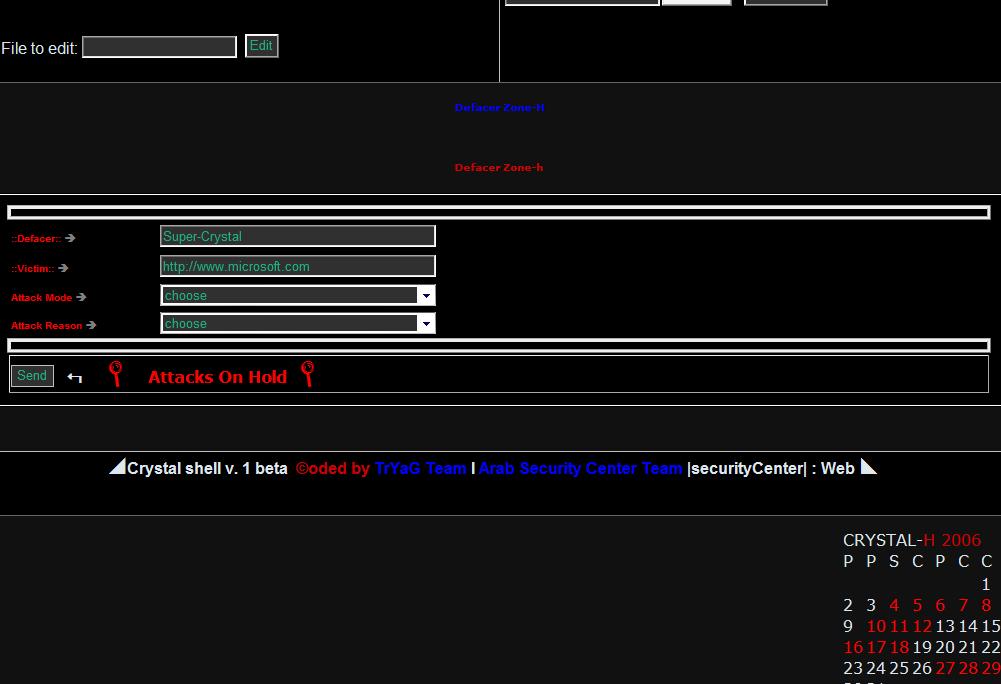 File to edit: Edit
Defacer Zone-H
Defacer Zone-h
::Defacer:: ➔ Super-Crystal
::Victim:: ➔ http://www.microsoft.com
Attack Mode ➔ choose
Attack Reason ➔ choose
Send Attacks On Hold
Crystal shell v. 1 beta ©oded by TrYaG Team l Arab Security Center Team |securityCenter| : Web
CRYSTAL-H 2006
P P S C P C C
1
2 3 4 5 6 7 8
9 10 11 12 13 14 15
16 17 18 19 20 21 22
23 24 25 26 27 28 29